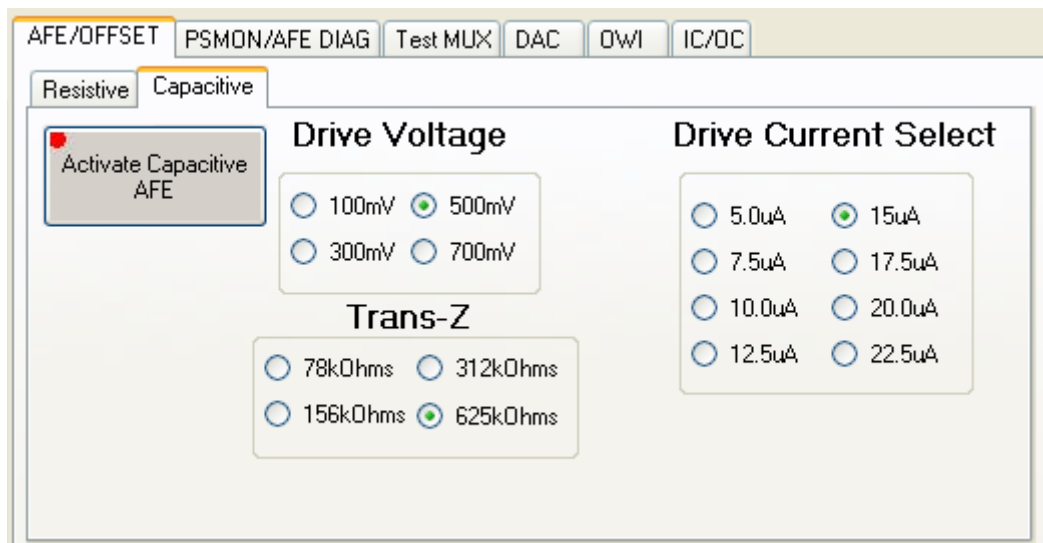 AFE/OFFSET PSMON/AFE DIAG Test MUX DAC OWI IC/OC
Resistive Capacitive
Activate Capacitive
AFE
Drive Voltage
100mV 500mV
300mV 700mV
Trans-Z
78kOhms 312kOhms
156kOhms 625kOhms
Drive Current Select
5.0uA 15uA
7.5uA 17.5uA
10.0uA 20.0uA
12.5uA 22.5uA